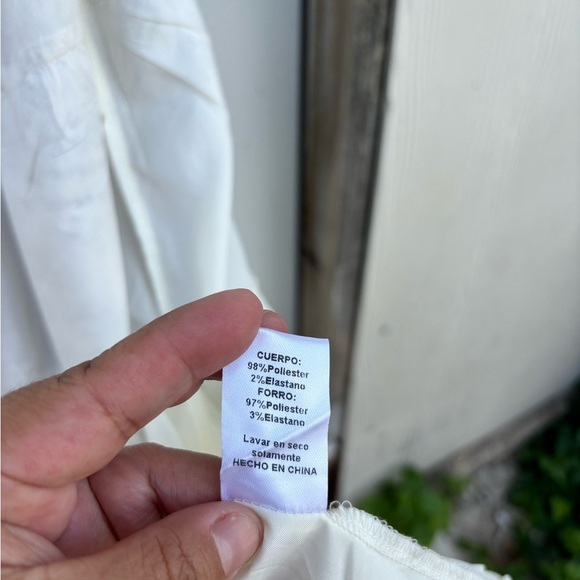 CUERPO:
98%Poliester
2%Elastano
FORRO:
97%Poliester
3%Elastano
Lavar en seco
solamente
HECHO EN CHINA